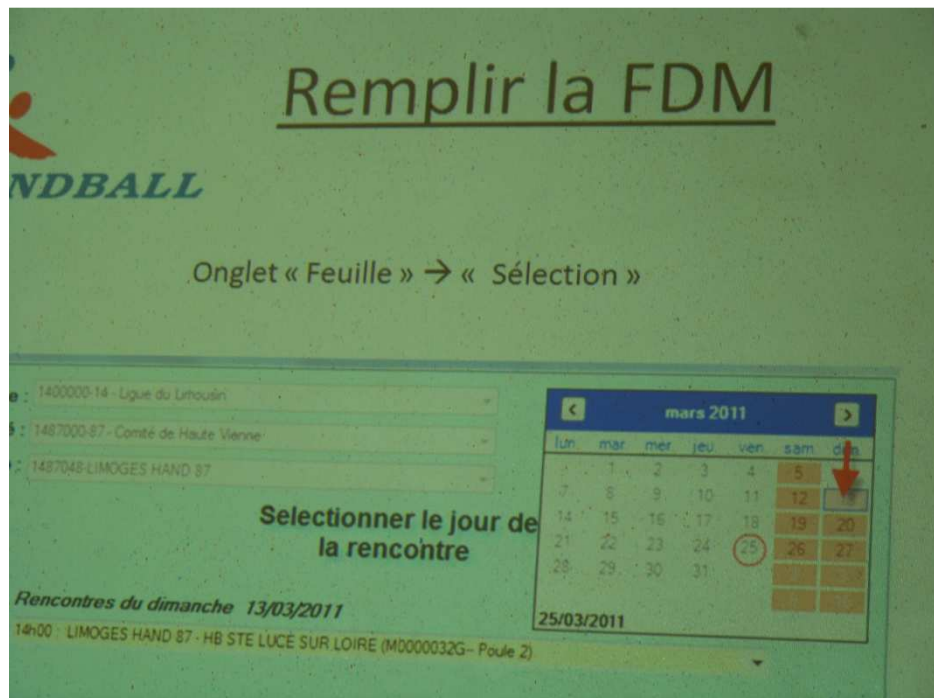 Remplir la FDM
NDBALL
Onglet « Feuille » → « Sélection »
e : 1400000-14 - Ligue du Limousin
1487000-87 - Comité de Haute Vienne
1487048-LIMOGES HAND 87
mars 2011
lun. mar. mer. jeu. ven. sam. dim.
1 2 3 4 5
7 8 9 10 11 12 13
14 15 16 17 18 19 20
21 22 23 24 25 26 27
28 29 30 31
25/03/2011
Selectionner le jour de
la rencontre
Rencontres du dimanche 13/03/2011
14h00 : LIMOGES HAND 87 - HB STE LUCE SUR LOIRE (M0000032G-- Poule 2)